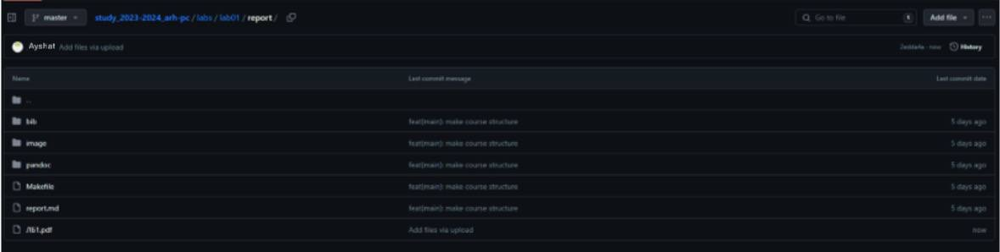 master study_2023-2024_arh-pc / labs / lab01 / report / Go to file t Add file
Ayshat Add files via upload now History
Name Last commit message Last commit date
..
bib feat(main): make course structure 5 days ago
image feat(main): make course structure 5 days ago
pandoc feat(main): make course structure 5 days ago
Makefile feat(main): make course structure 5 days ago
report.md feat(main): make course structure 5 days ago
Add files via upload now